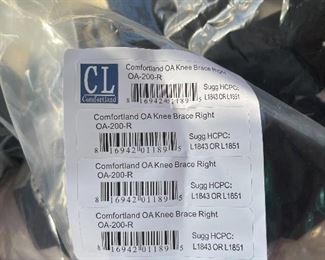 CL
Comfortland
Comfortland OA Knee Brace Right
OA-200-R
8 16942 01189 5
Sugg HCPC:
L1843 OR L1851
Comfortland OA Knee Brace Right
OA-200-R
8 16942 01189 5
Sugg HCPC:
L1843 OR L1851
Comfortland OA Knee Brace Right
OA-200-R
8 16942 01189 5
Sugg HCPC:
L1843 OR L1851
Comfortland OA Knee Brace Right
OA-200-R
8 16942 01189 5
Sugg HCPC:
L1843 OR L1851